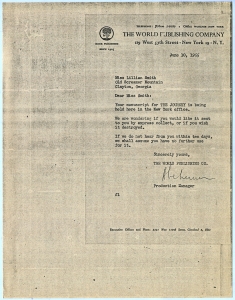 THE WORLD PUBLISHING COMPANY
119 West 57th Street - New York 19 - N.Y.
June 30, 1955
Miss Lillian Smith
Old Screamer Mountain
Clayton, Georgia
Dear Miss Smith:
Your manuscript for THE JOURNEY is being
held here in the New York office.
We are wondering if you would like it sent
to you by express collect, or if you wish
it destroyed.
If we do not hear from you within ten days,
we shall assume you have no further use
for it.
Sincerely yours,
THE WORLD PUBLISHING CO.
Production Manager
Executive Offices and Plant: 2231 West 110th Street, Cleveland 2, Ohio